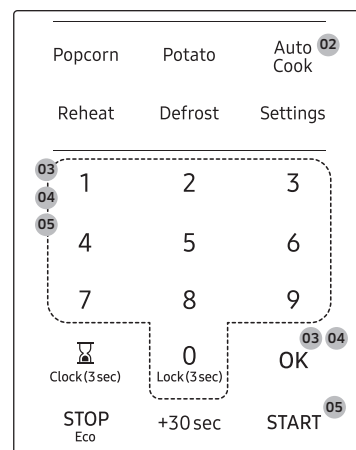 Popcorn Potato Auto Cook 02
Reheat Defrost Settings
03
04
05
1 2 3
4 5 6
7 8 9
03 04
0 OK
Clock(3 sec) Lock(3 sec)
05
STOP +30 sec START
Eco